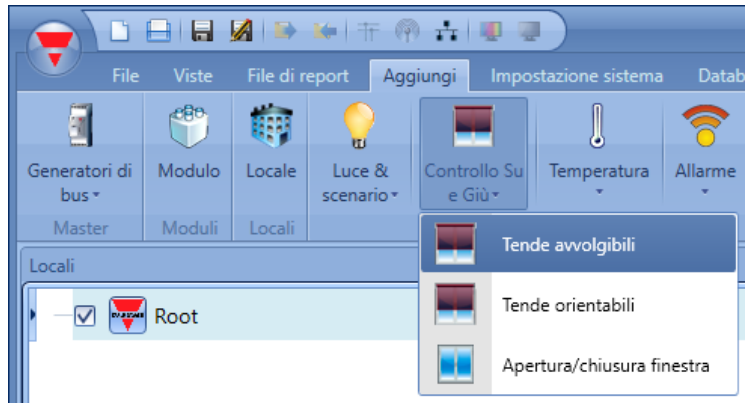 File Viste File di report Aggiungi Impostazione sistema Datab
Generatori di bus
Modulo
Locale
Luce & scenario
Controllo Su e Giù
Temperatura
Allarme
Master Moduli Locali
Tende avvolgibili
Locali
Tende orientabili
Root
Apertura/chiusura finestra